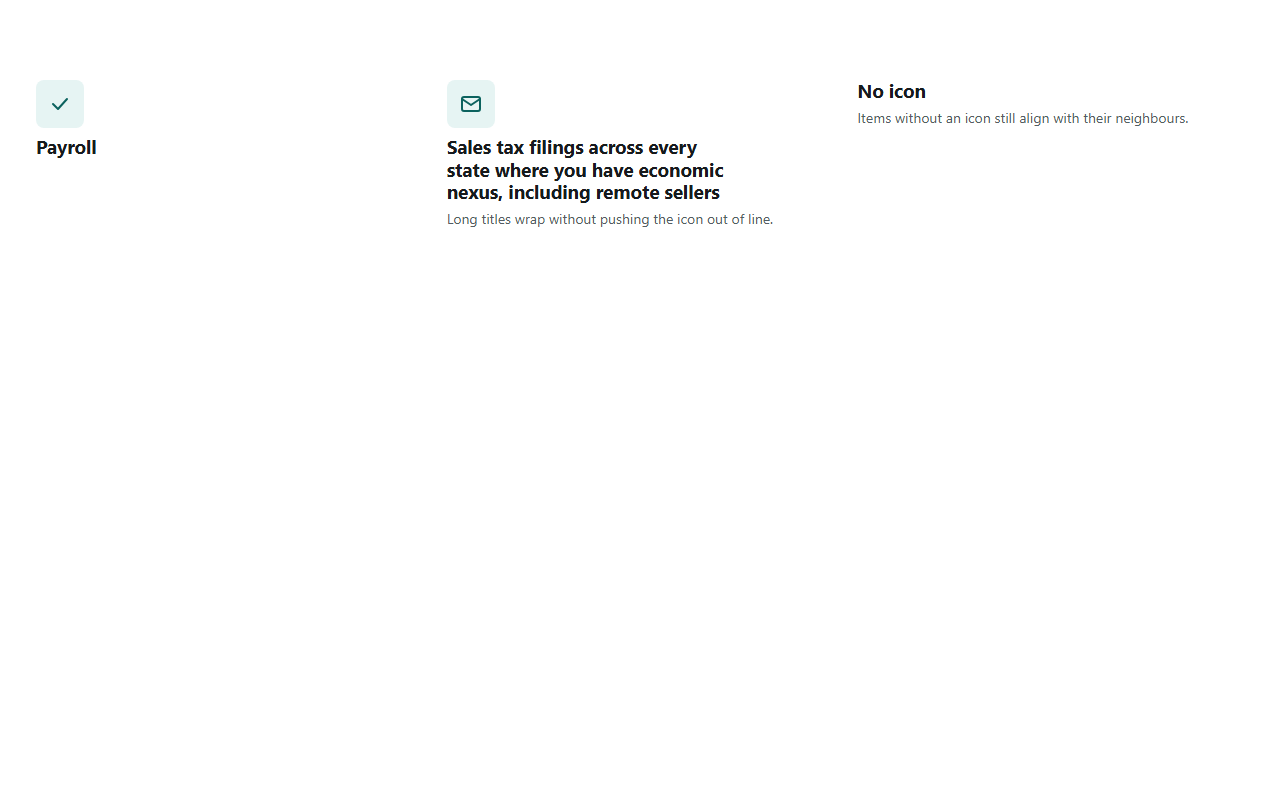 Payroll
Sales tax filings across every
state where you have economic
nexus, including remote sellers
Long titles wrap without pushing the icon out of line.
No icon
Items without an icon still align with their neighbours.